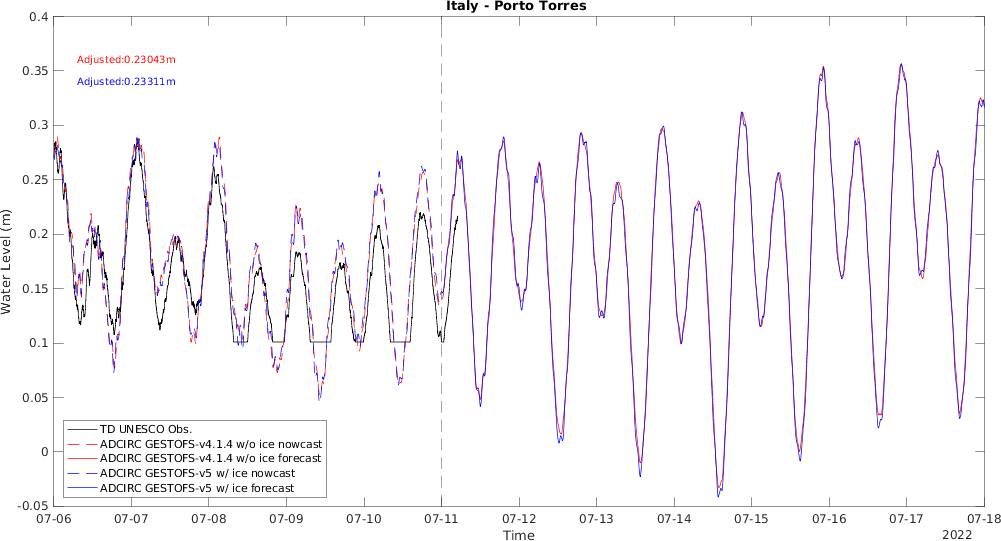 Italy - Porto Torres
Water Level (m)
0.4
0.35
0.3
0.25
0.2
0.15
0.1
0.05
0
-0.05
Adjusted:0.23043m
Adjusted:0.23311m
TD UNESCO Obs.
ADCIRC GESTOFS-v4.1.4 w/o ice nowcast
ADCIRC GESTOFS-v4.1.4 w/o ice forecast
ADCIRC GESTOFS-v5 w/ ice nowcast
ADCIRC GESTOFS-v5 w/ ice forecast
07-06 07-07 07-08 07-09 07-10 07-11 07-12 07-13 07-14 07-15 07-16 07-17 07-18
Time
2022